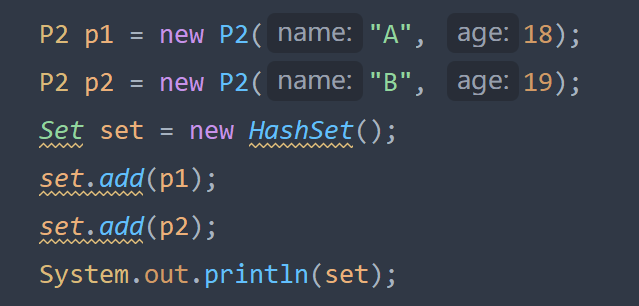 P2 p1 = new P2( name: "A", age: 18);
P2 p2 = new P2( name: "B", age: 19);
Set set = new HashSet();
set.add(p1);
set.add(p2);
System.out.println(set);